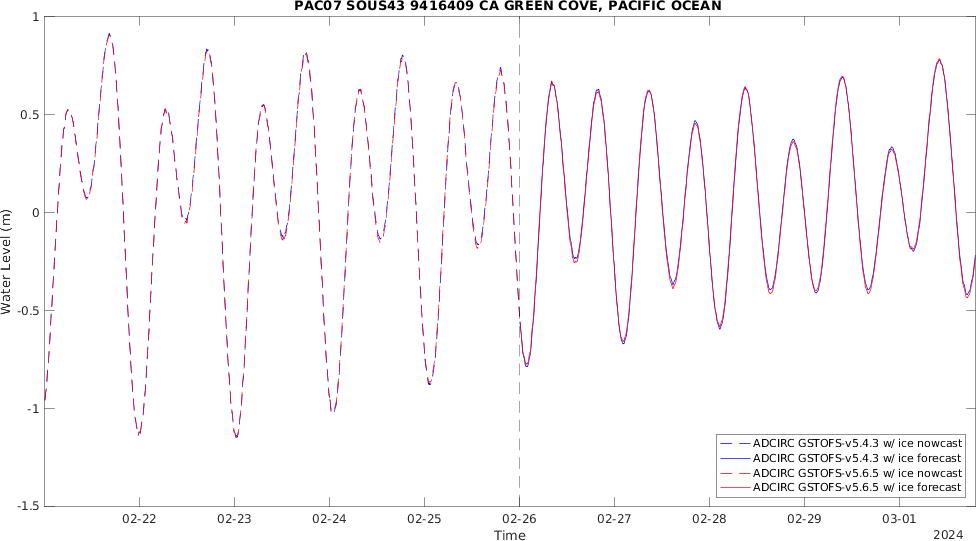 PAC07 SOUS43 9416409 CA GREEN COVE, PACIFIC OCEAN
1
0.5
0
-0.5
-1
-1.5
Water Level (m)
02-22 02-23 02-24 02-25 02-26 02-27 02-28 02-29 03-01
Time
2024
ADCIRC GSTOFS-v5.4.3 w/ ice nowcast
ADCIRC GSTOFS-v5.4.3 w/ ice forecast
ADCIRC GSTOFS-v5.6.5 w/ ice nowcast
ADCIRC GSTOFS-v5.6.5 w/ ice forecast